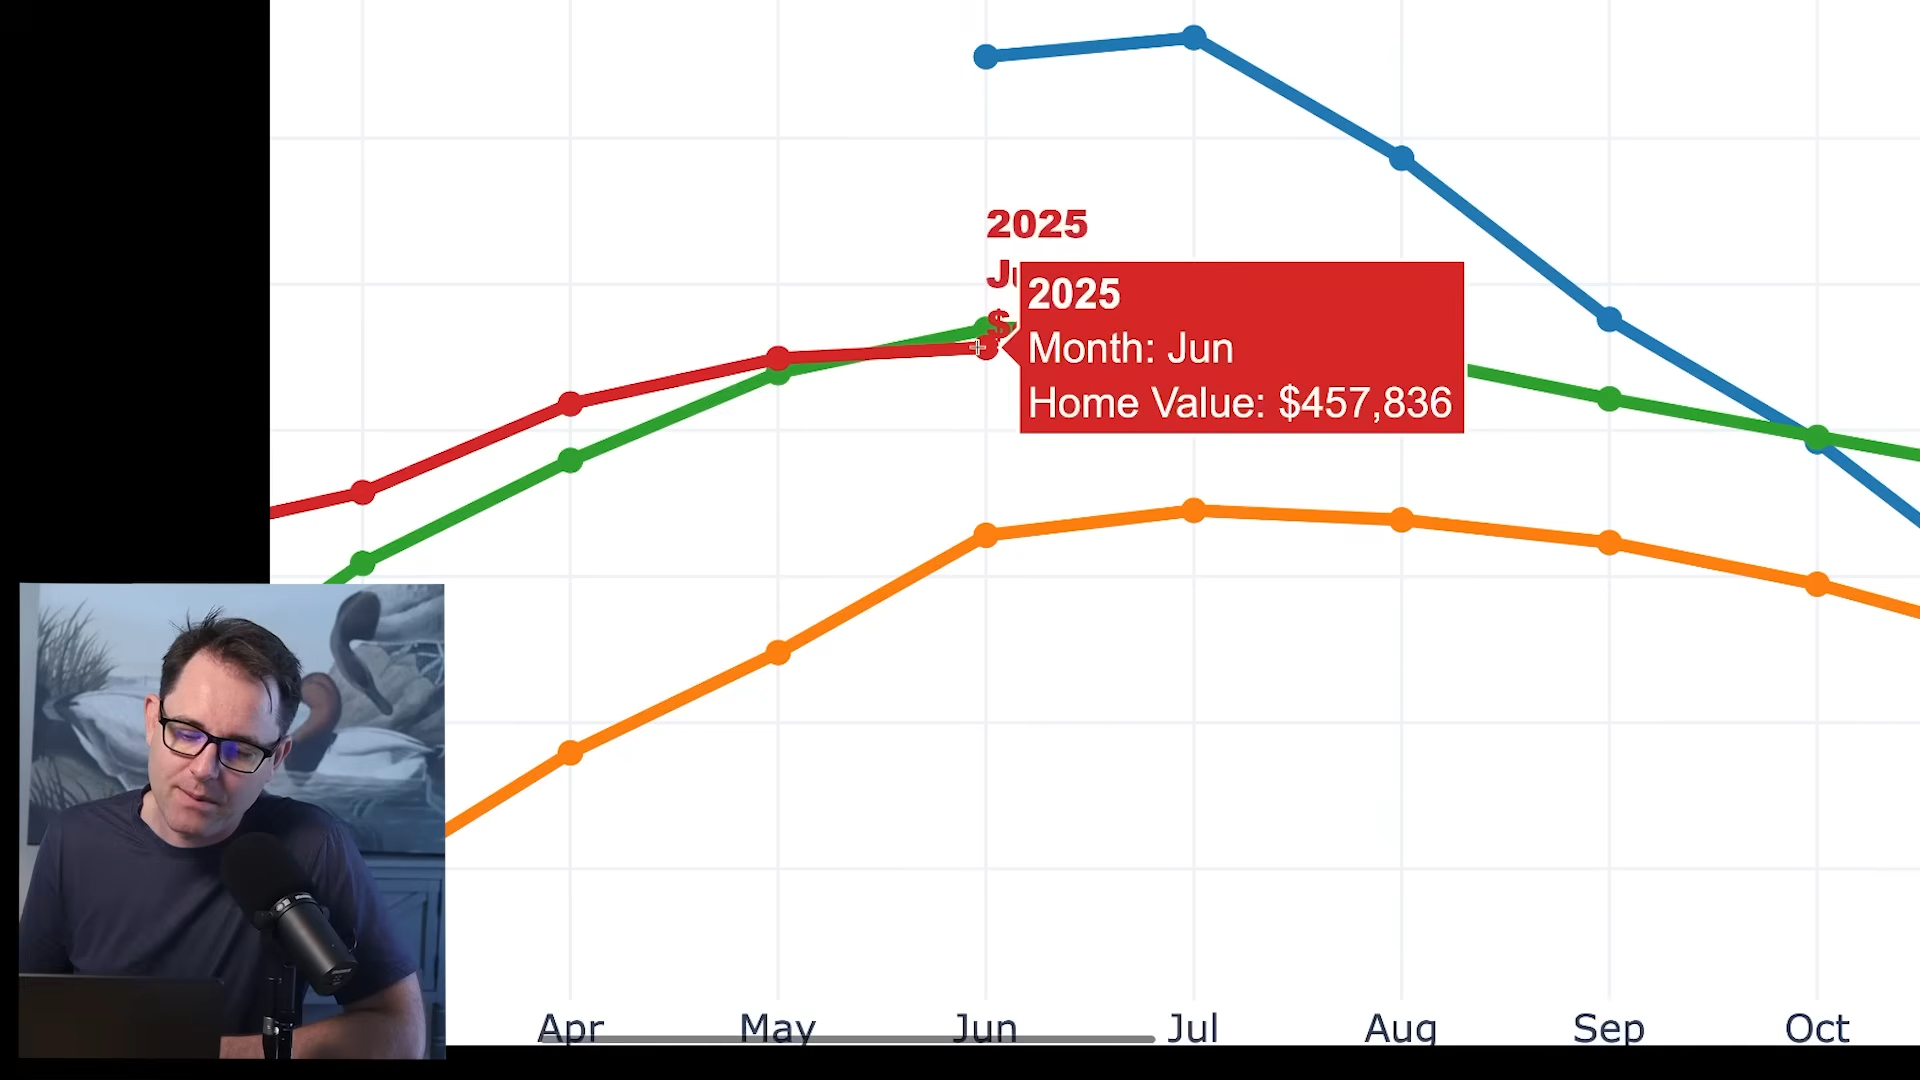 2025
$
2025
Month: Jun
Home Value: $457,836
Apr May Jun Jul Aug Sep Oct